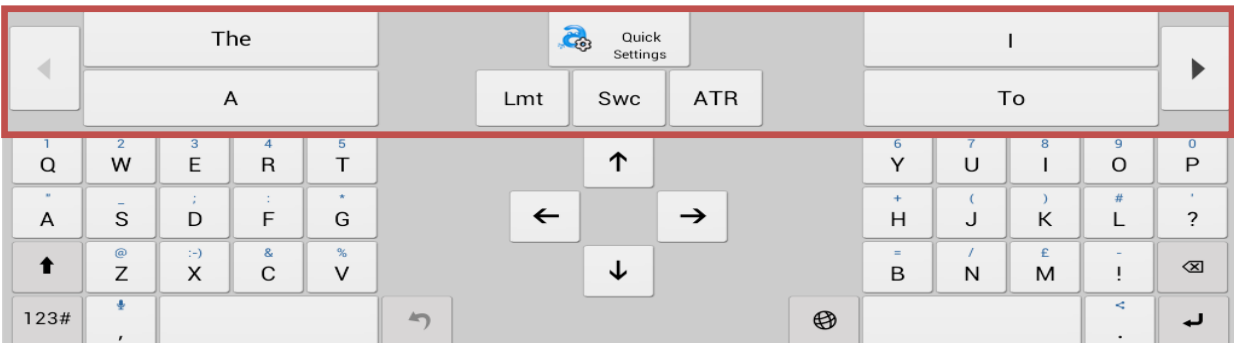 The Quick I
Settings
A Lmt Swc ATR To
1 2 3 4 5 6 7 8 9 0
Q W E R T Y U I O P
" _ ; : * + ( ) # '
A S D F G H J K L ?
@ :-) & % = / £ -
Z X C V B N M !
123# , .